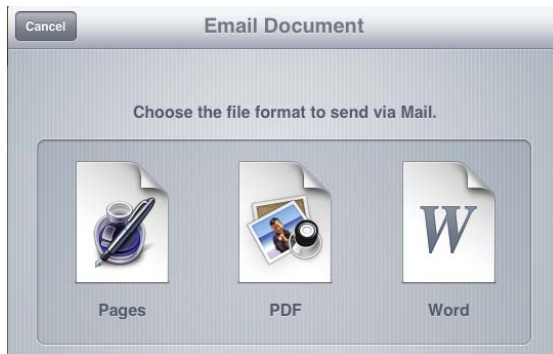 Cancel
Email Document
Choose the file format to send via Mail.
W
Pages
PDF
Word